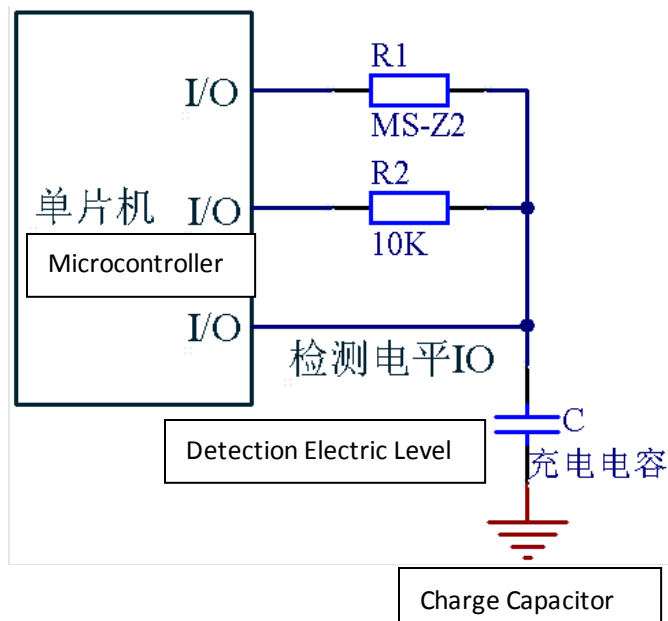 R1
I/O
MS-Z2
R2
单片机
I/O
10K
Microcontroller
I/O
检测电平IO
C
Detection Electric Level
充电电容
Charge Capacitor